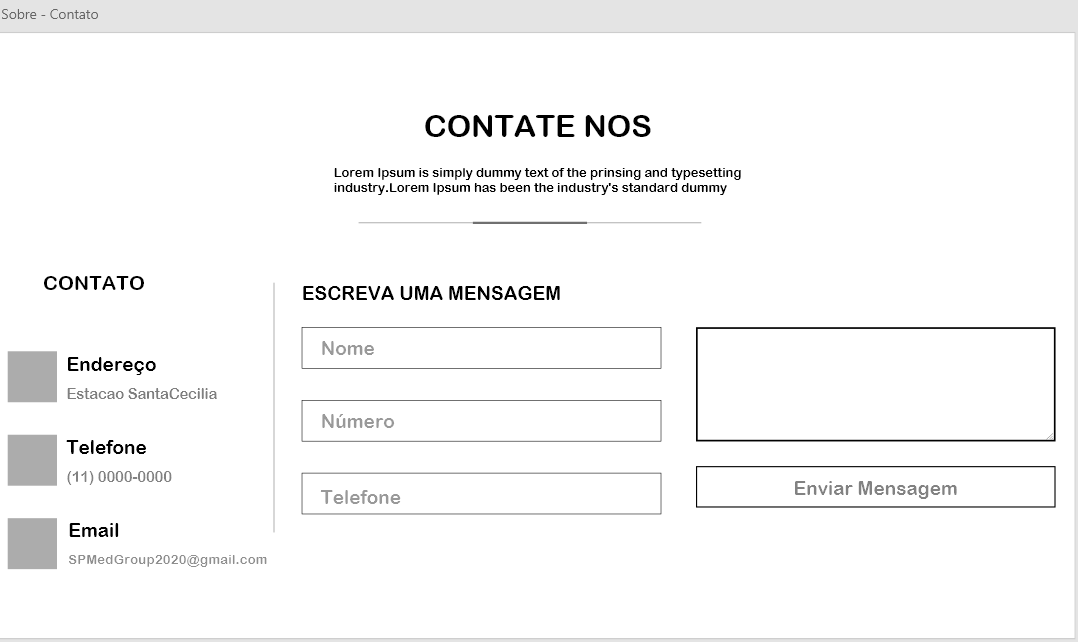 Sobre - Contato
CONTATE NOS
Lorem Ipsum is simply dummy text of the prinsing and typesetting
industry.Lorem Ipsum has been the industry's standard dummy
CONTATO
Endereço
Estacao SantaCecilia
Telefone
(11) 0000-0000
Email
SPMedGroup2020@gmail.com
ESCREVA UMA MENSAGEM
Nome
Número
Telefone
Enviar Mensagem